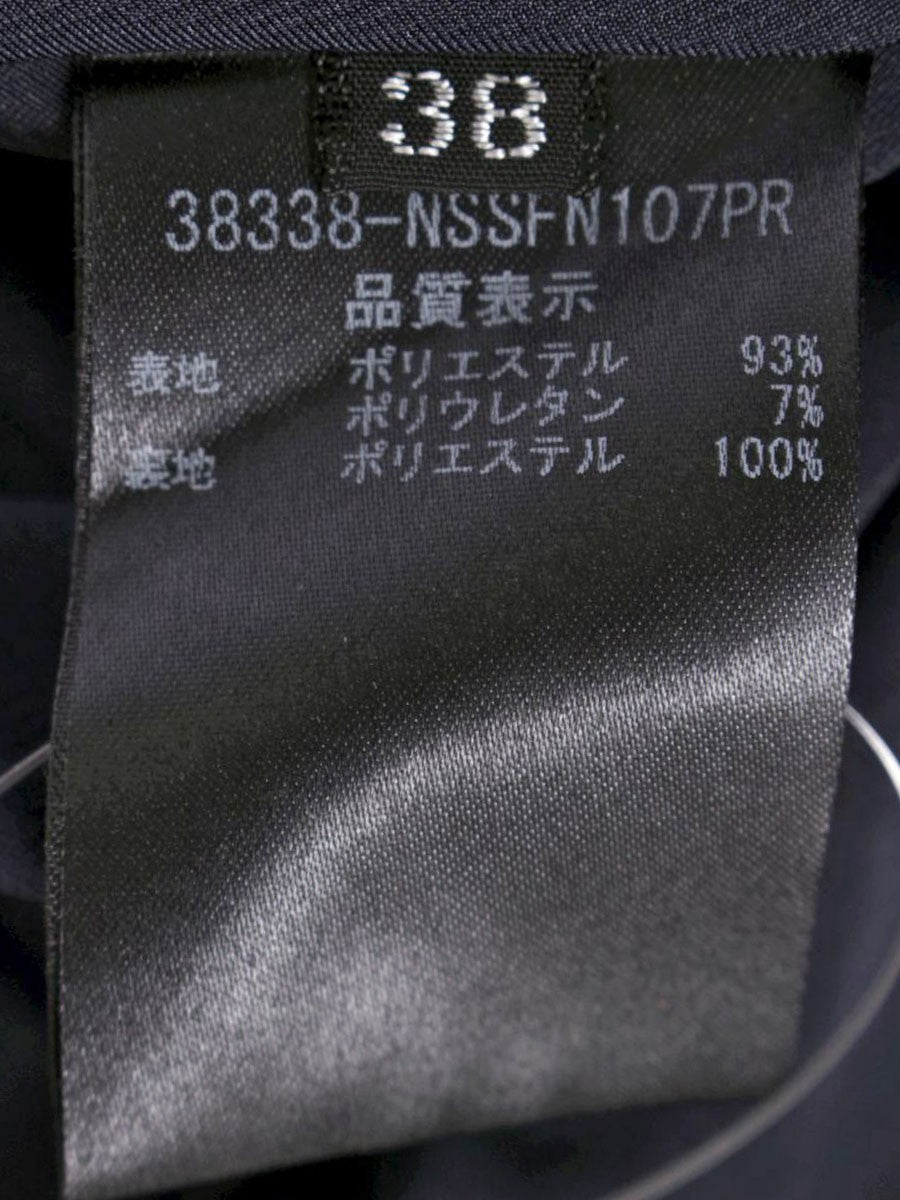 38
38338-NSSFN107PR
品質表示
表地 ポリエステル 93%
ポリウレタン 7%
裏地 ポリエステル 100%